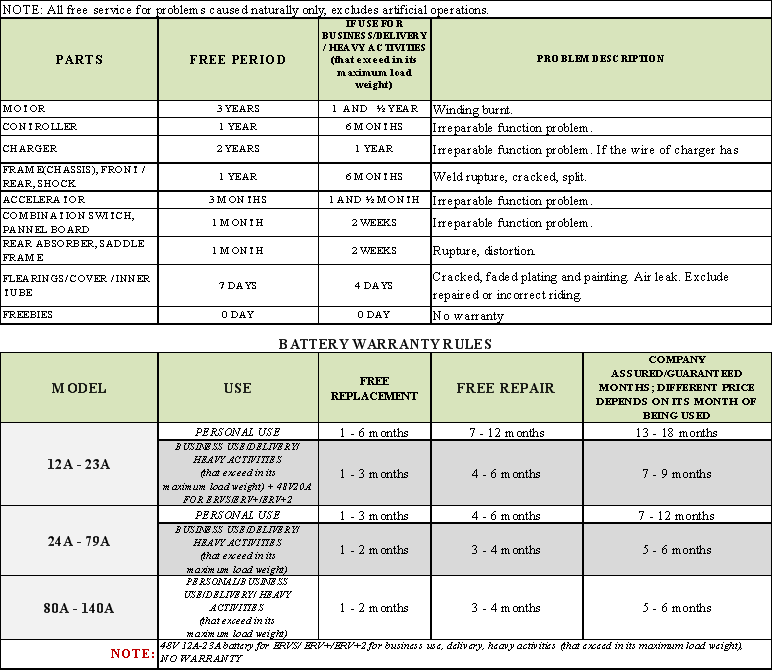 NOTE: All free service for problems caused naturally only, excludes artificial operations.
PARTS
FREE PERIOD
IF USE FOR
BUSINESS/DELIVERY
/ HEAVY ACTIVITIES
(that exceed in its
maximum load
weight)
PROBLEM DESCRIPTION
MOTOR
3 YEARS
1 AND ½ YEAR
Winding burnt.
CONTROLLER
1 YEAR
6 MONTHS
Irreparable function problem.
CHARGER
2 YEARS
1 YEAR
Irreparable function problem. If the wire of charger has
FRAME(CHASSIS), FRONT /
REAR, SHOCK
1 YEAR
6 MONTHS
Weld rupture, cracked, split.
ACCELERATOR
3 MONTHS
1 AND ½ MONTH
Irreparable function problem.
COMBINATION SWITCH,
PANNEL BOARD
1 MONTH
2 WEEKS
Irreparable function problem.
REAR ABSORBER, SADDLE
FRAME
1 MONTH
2 WEEKS
Rupture, distortion.
FLEARINGS/COVER / INNER
TUBE
7 DAYS
4 DAYS
Cracked, faded plating and painting. Air leak. Exclude
repaired or incorrect riding.
FREEBIES
0 DAY
0 DAY
No warranty
BATTERY WARRANTY RULES
MODEL
USE
FREE
REPLACEMENT
FREE REPAIR
COMPANY
ASSURED/GUARANTEED
MONTHS; DIFFERENT PRICE
DEPENDS ON ITS MONTH OF
BEING USED
12A - 23A
PERSONAL USE
1 - 6 months
7 - 12 months
13 - 18 months
BUSINESS USE/DELIVERY/
HEAVY ACTIVITIES
(that exceed in its
maximum load weight) + 48V20A
FOR ERVS/ERV+/ERV+2
1 - 3 months
4 - 6 months
7 - 9 months
24A - 79A
PERSONAL USE
1 - 3 months
4 - 6 months
7 - 12 months
BUSINESS USE/DELIVERY/
HEAVY ACTIVITIES
(that exceed in its
maximum load weight)
1 - 2 months
3 - 4 months
5 - 6 months
80A - 140A
PERSONAL/BUSINESS
USE/DELIVERY/ HEAVY
ACTIVITIES
(that exceed in its
maximum load weight)
1 - 2 months
3 - 4 months
5 - 6 months
NOTE:
48V 12A-23A battery for ERVS/ ERV+/ERV+2 for business use, delivery, heavy activities (that exceed in its maximum load weight),
NO WARRANTY